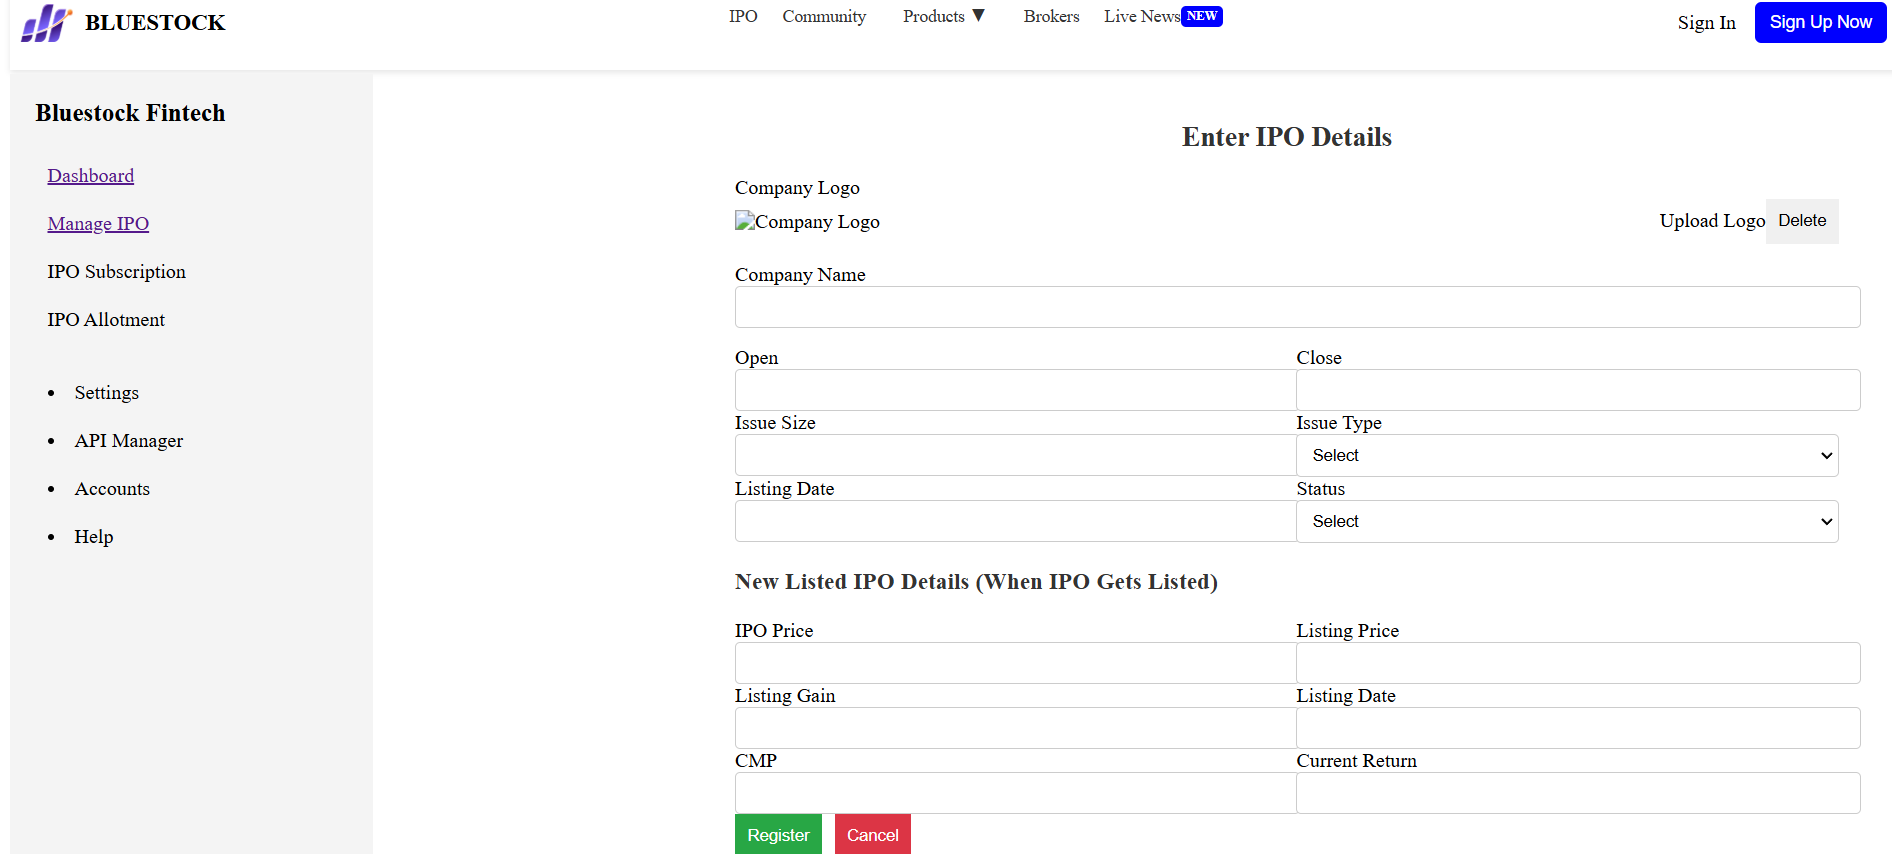 BLUESTOCK IPO Community Products ▼ Brokers Live News NEW Sign In Sign Up Now
Bluestock Fintech
Dashboard
Manage IPO
IPO Subscription
IPO Allotment
• Settings
• API Manager
• Accounts
• Help
Enter IPO Details
Company Logo
Company Logo Upload Logo Delete
Company Name
Open Close
Issue Size Issue Type
Select
Listing Date Status
Select
New Listed IPO Details (When IPO Gets Listed)
IPO Price Listing Price
Listing Gain Listing Date
CMP Current Return
Register Cancel